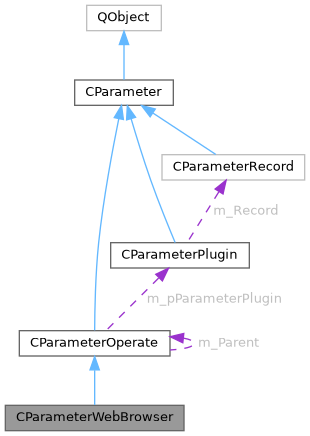 QObject
CParameter
CParameterRecord
m_Record
CParameterPlugin
m_pParameterPlugin
CParameterOperate
m_Parent
CParameterWebBrowser